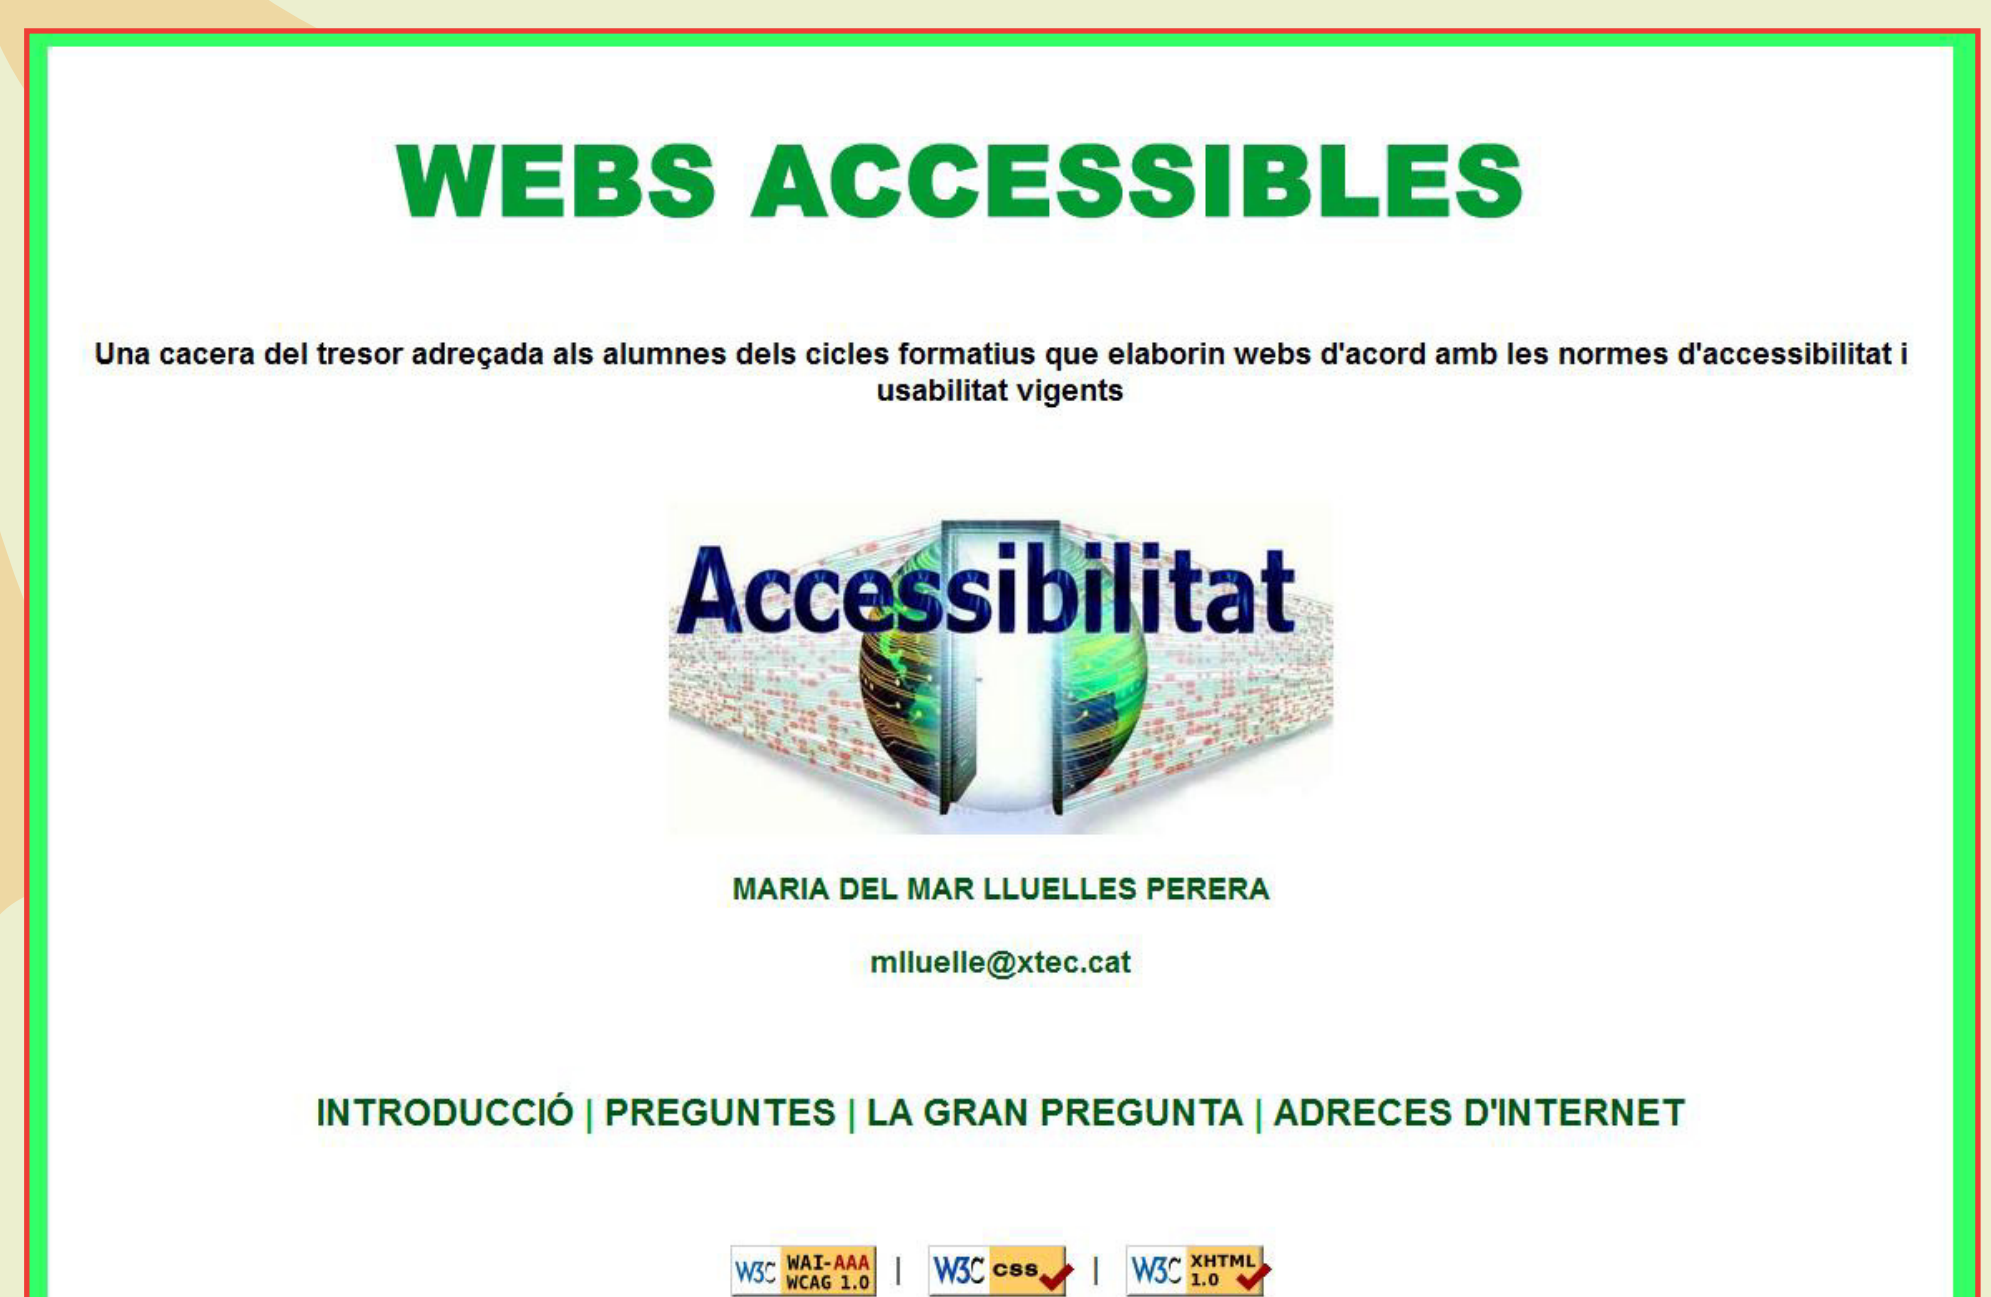 WEBS ACCESSIBLES
Una cacera del tresor adreçada als alumnes dels cicles formatius que elaborin webs d'acord amb les normes d'accessibilitat i
usabilitat vigents
Accessibilitat
MARIA DEL MAR LLUELLES PERERA
mlluelle@xtec.cat
INTRODUCCIÓ | PREGUNTES | LA GRAN PREGUNTA | ADRECES D'INTERNET
W3C WAI-AAA WCAG 1.0 | W3C css | W3C XHTML 1.0